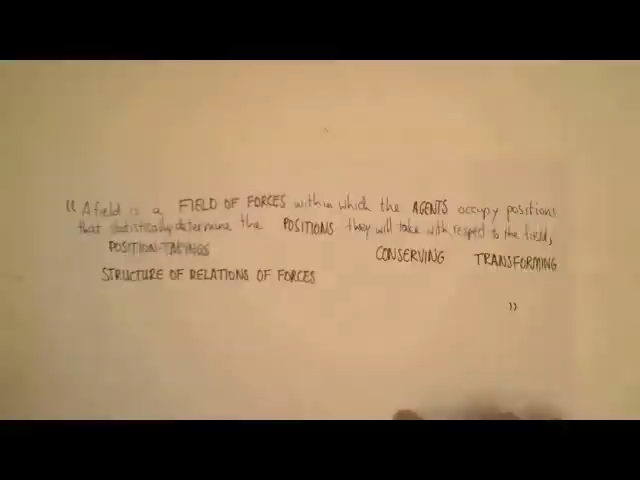 “ A field is a FIELD OF FORCES within which the AGENTS occupy positions
that statistically determine the POSITIONS they will take with respect to the field,
POSITION-TAKINGS CONSERVING TRANSFORMING
STRUCTURE OF RELATIONS OF FORCES
”